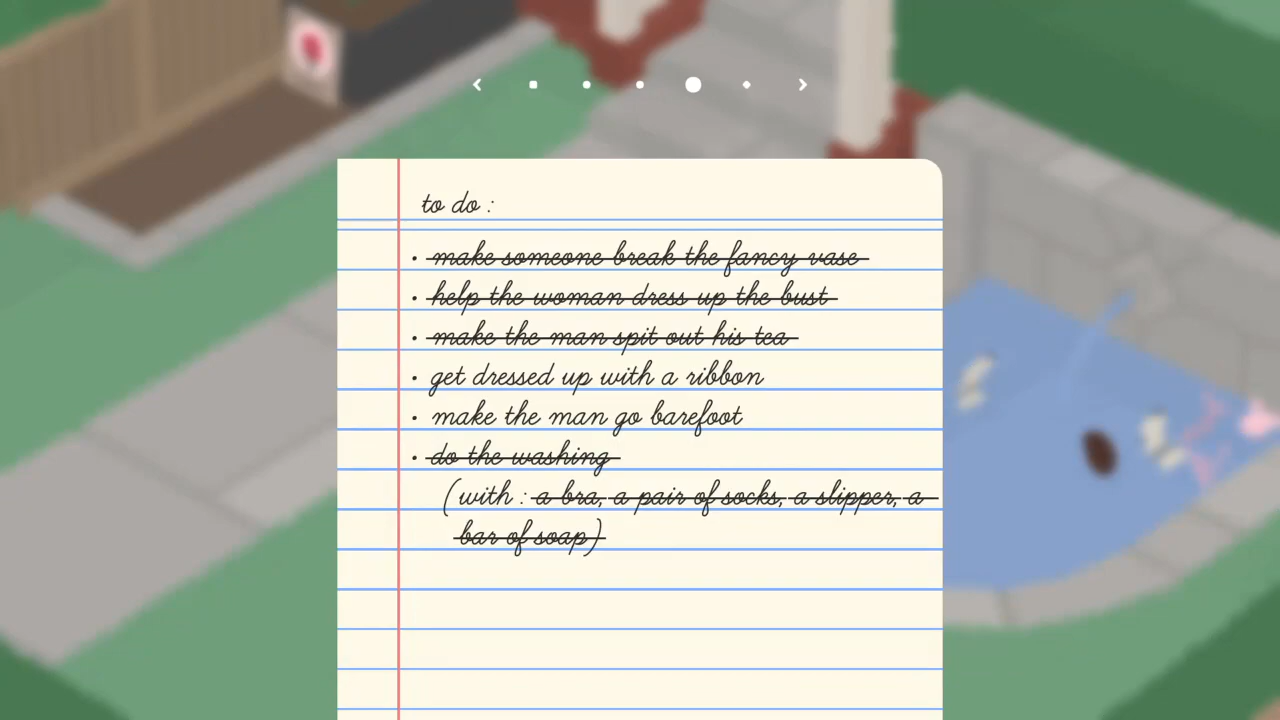 to do :
• make someone break the fancy vase
• help the woman dress up the bust
• make the man spit out his tea
• get dressed up with a ribbon
• make the man go barefoot
• do the washing
(with : a bra, a pair of socks, a slipper, a
bar of soap)